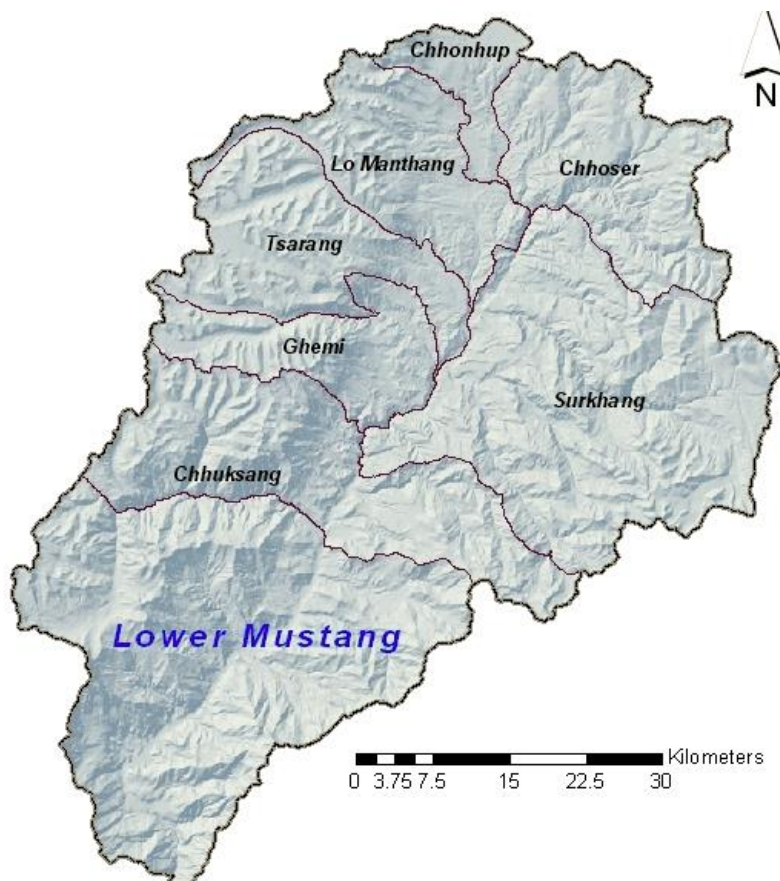 Chhonhup
N
Lo Manthang
Chhoser
Tsarang
Ghemi
Surkhang
Chhuksang
Lower Mustang
Kilometers
0 3.75 7.5 15 22.5 30